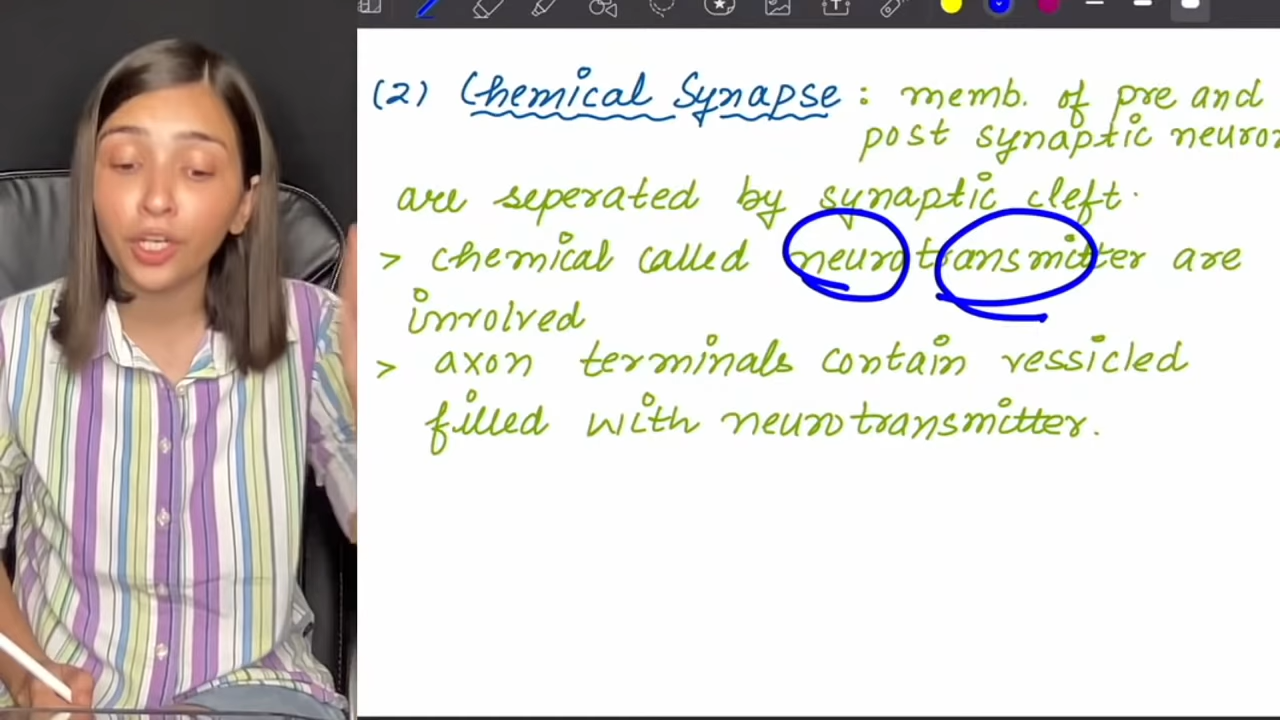 (2) Chemical Synapse : memb. of pre and
post synaptic neuron
are seperated by synaptic cleft.
> chemical called neurotransmitter are
involved
> axon terminals contain vessicled
filled with neurotransmitter.